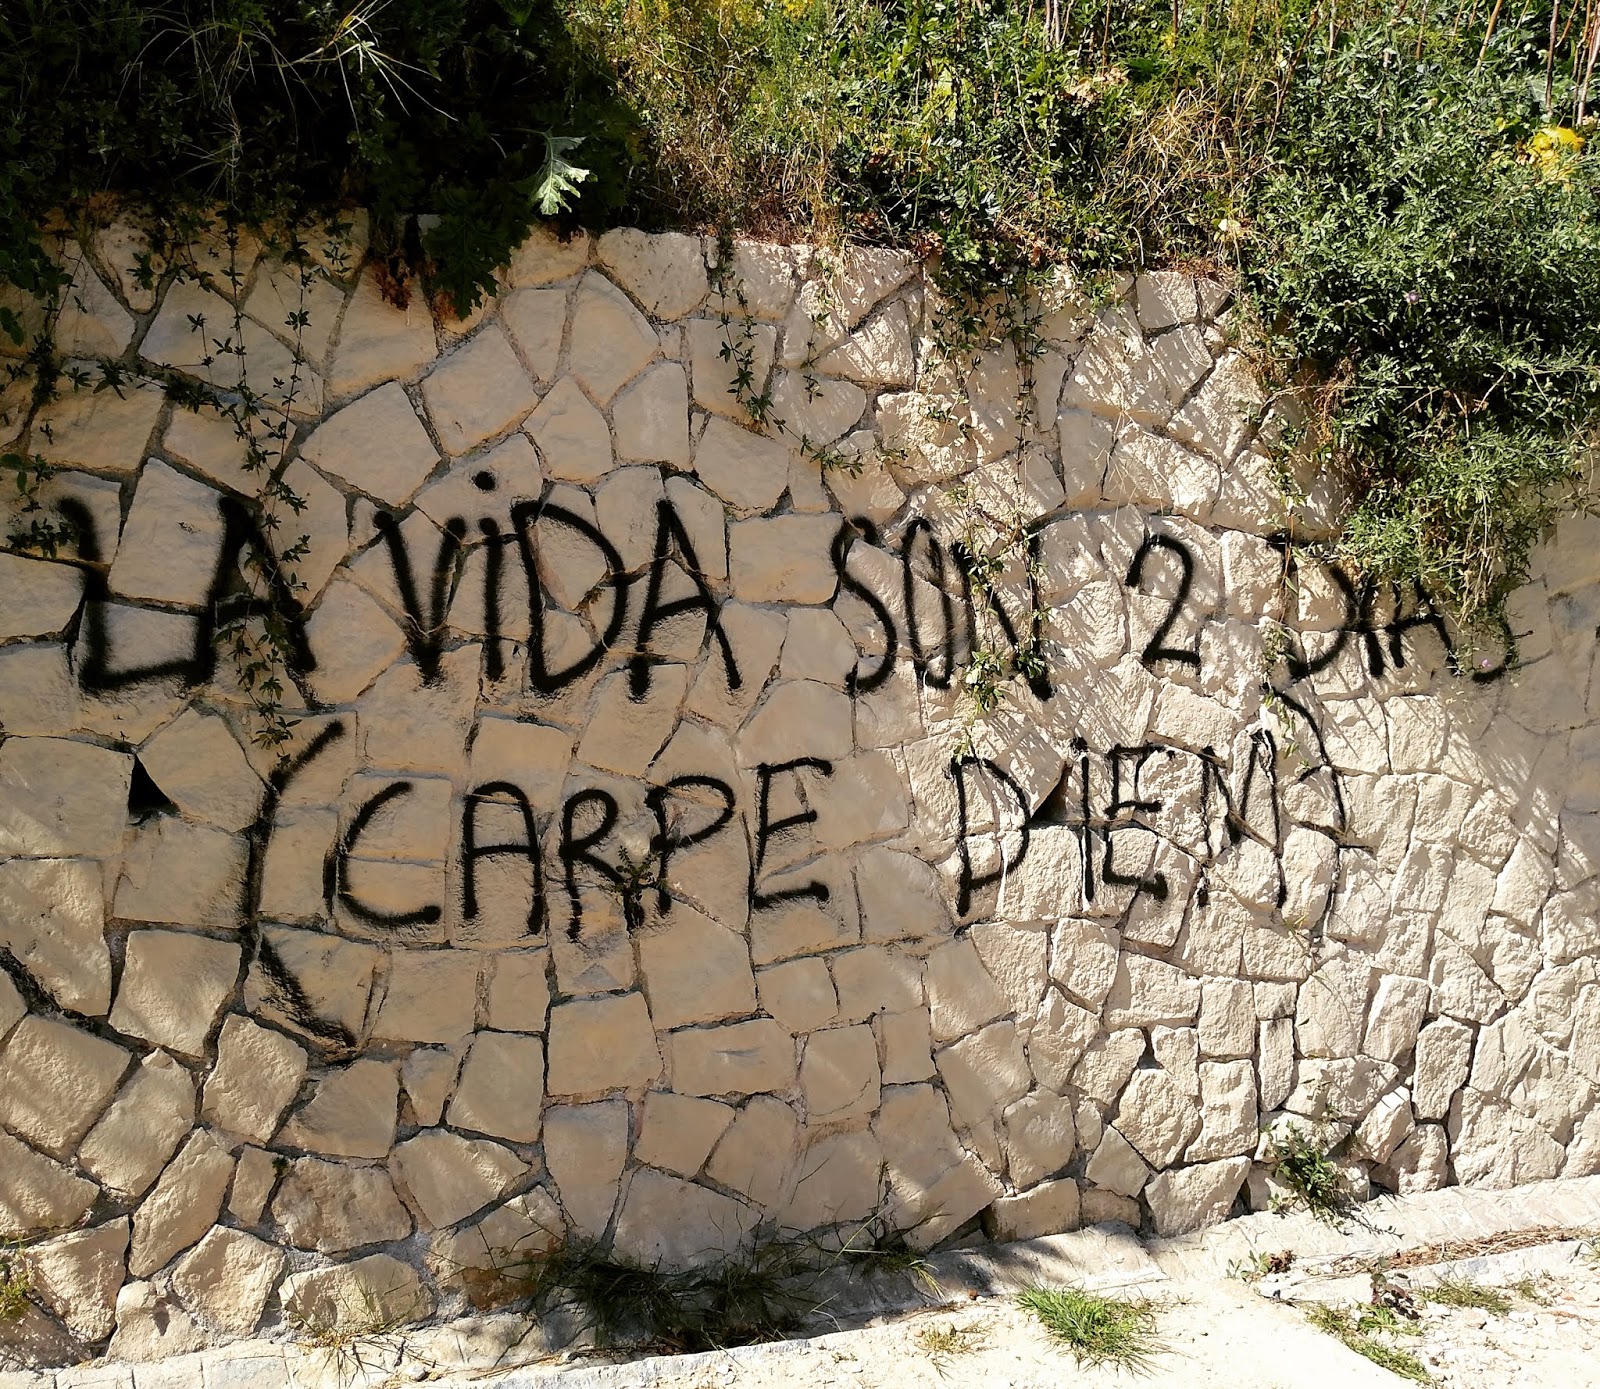 LA ViDA SON 2 DIAS
(CARPE DIEM)